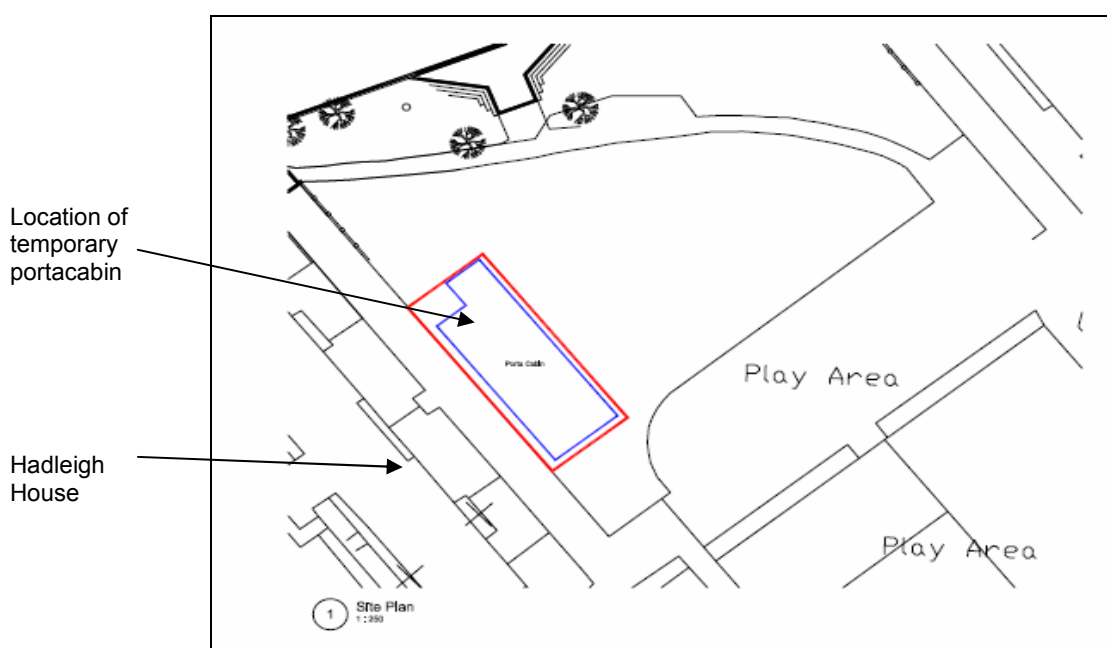 Location of
temporary
portacabin
Porta Cabin
Play Area
Hadleigh
House
Play Area
1
Site Plan
1 : 250